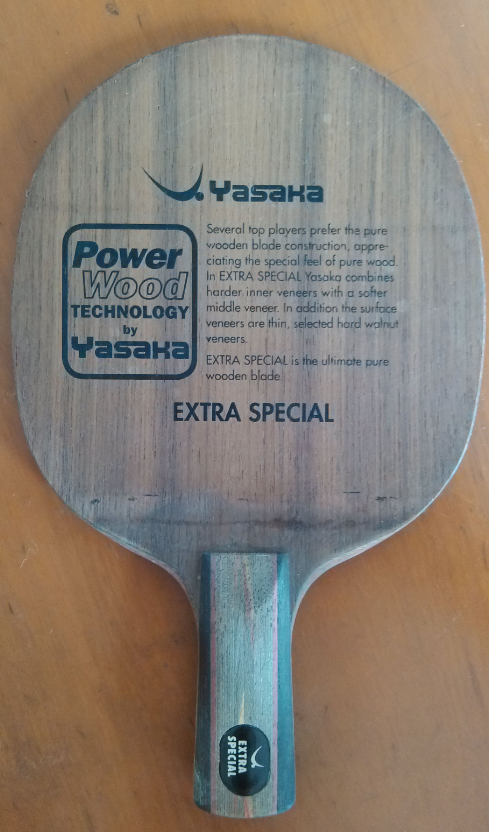 Yasaka
Power
Wood
TECHNOLOGY
by
Yasaka
Several top players prefer the pure
wooden blade construction, appre-
ciating the special feel of pure wood.
In EXTRA SPECIAL Yasaka combines
harder inner veneers with a softer
middle veneer. In addition the surface
veneers are thin, selected hard walnut
veneers.
EXTRA SPECIAL is the ultimate pure
wooden blade
EXTRA SPECIAL
EXTRA
SPECIAL